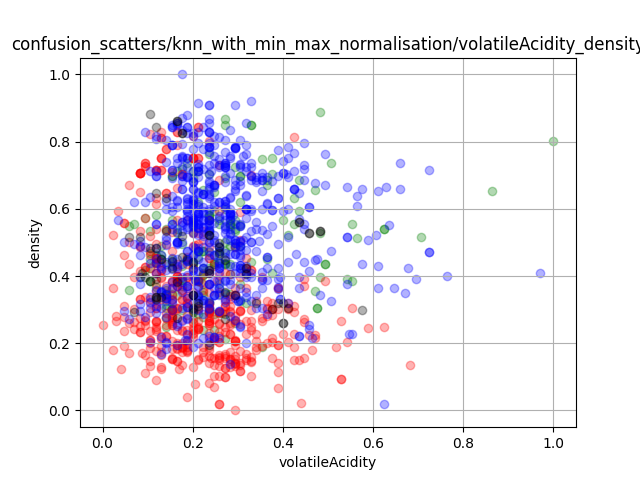 confusion_scatters/knn_with_min_max_normalisation/volatileAcidity_density
1.0
0.8
0.6
0.4
0.2
0.0
density
0.0 0.2 0.4 0.6 0.8 1.0
volatileAcidity